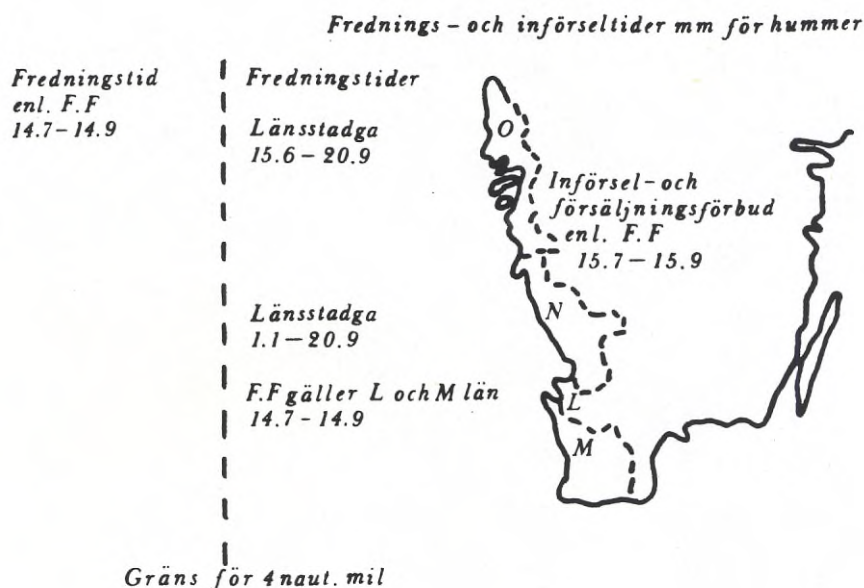 Frednings – och införseltider mm för hummer
Fredningstid
enl. F.F
14.7–14.9
Fredningstider
Länsstadga
15.6–20.9
O
Införsel–och
försäljningsförbud
enl. F.F
15.7–15.9
Länsstadga
1.1–20.9
N
F.F gäller L och M län
14.7–14.9
L
M
Gräns för 4 naut. mil